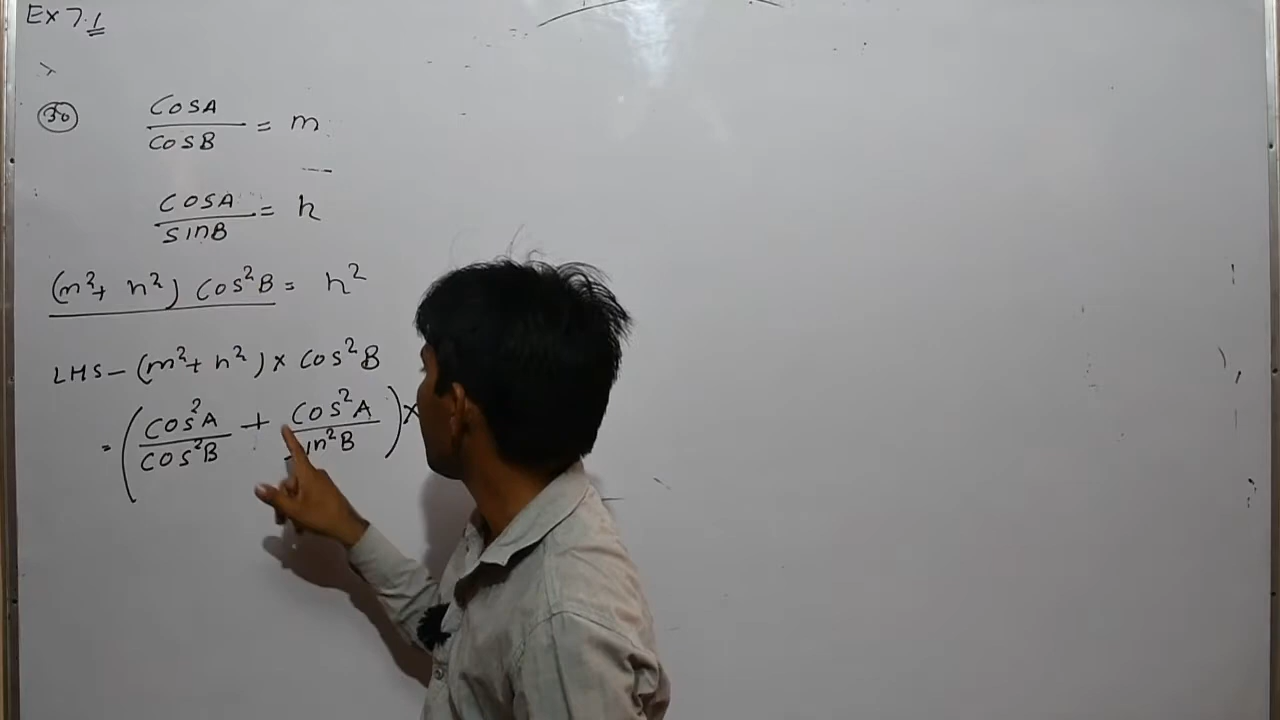 Ex 7.1
30
cosA
cosB = m
cosA
sinB = n
(m²+ n²) cos²B = n²
LHS – (m²+ n²) × cos²B
= (cos²A + cos²A) ×
cos²B in²B